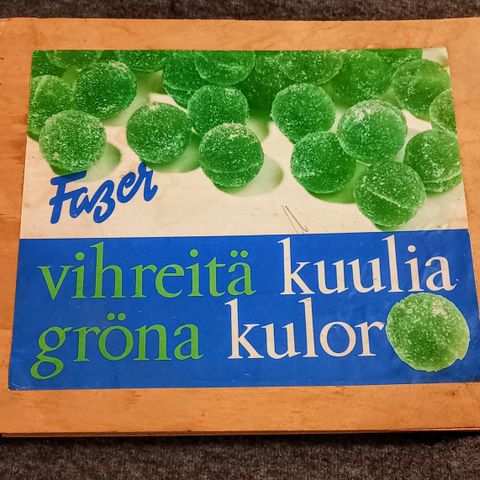 Fazer
vihreitä kuulia
gröna kulor